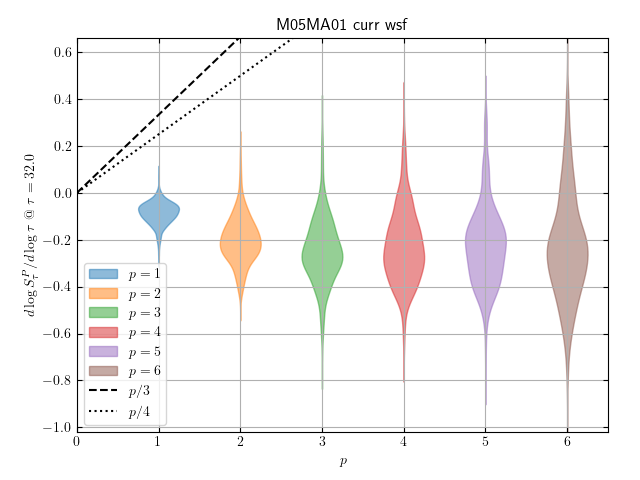 M05MA01 curr wsf
d log S_τ^P / d log τ @ τ = 32.0
0.6
0.4
0.2
0.0
−0.2
−0.4
−0.6
−0.8
−1.0
p = 1
p = 2
p = 3
p = 4
p = 5
p = 6
p/3
p/4
0 1 2 3 4 5 6
p